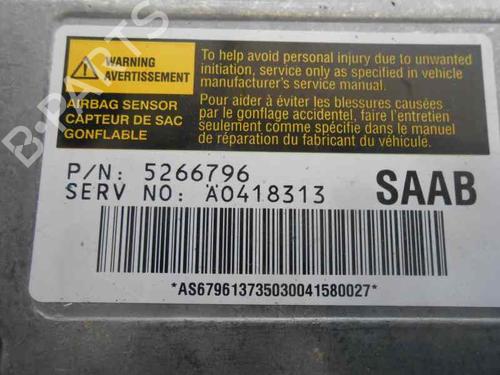 WARNING
AVERTISSEMENT
AIRBAG SENSOR
CAPTEUR DE SAC
GONFLABLE
To help avoid personal injury due to unwanted
initiation, service only as specified in vehicle
manufacturer's service manual.
Pour aider à éviter les blessures causées
par le gonflage accidentel, faire l'entretien
seulement comme spécifié dans le manuel
de réparation du fabricant du véhicule.
P/N: 5266796
SERV NO: A0418313
SAAB
*AS679613735030041580027*
B-PARTS